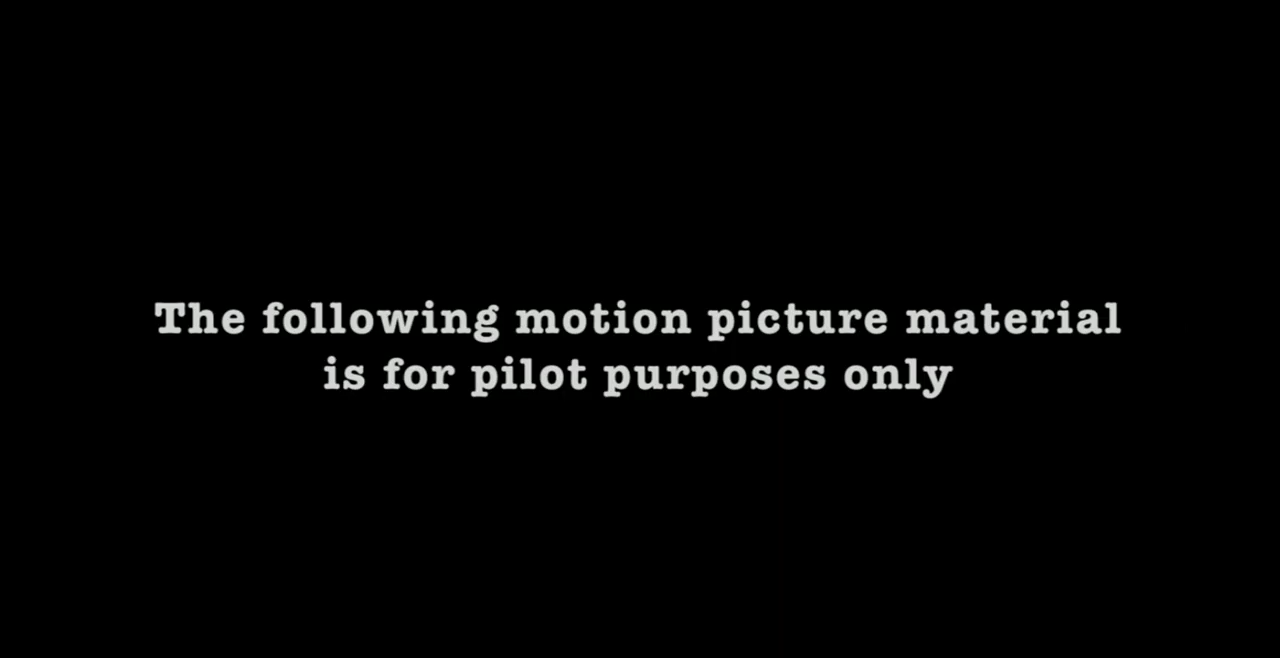 The following motion picture material
is for pilot purposes only